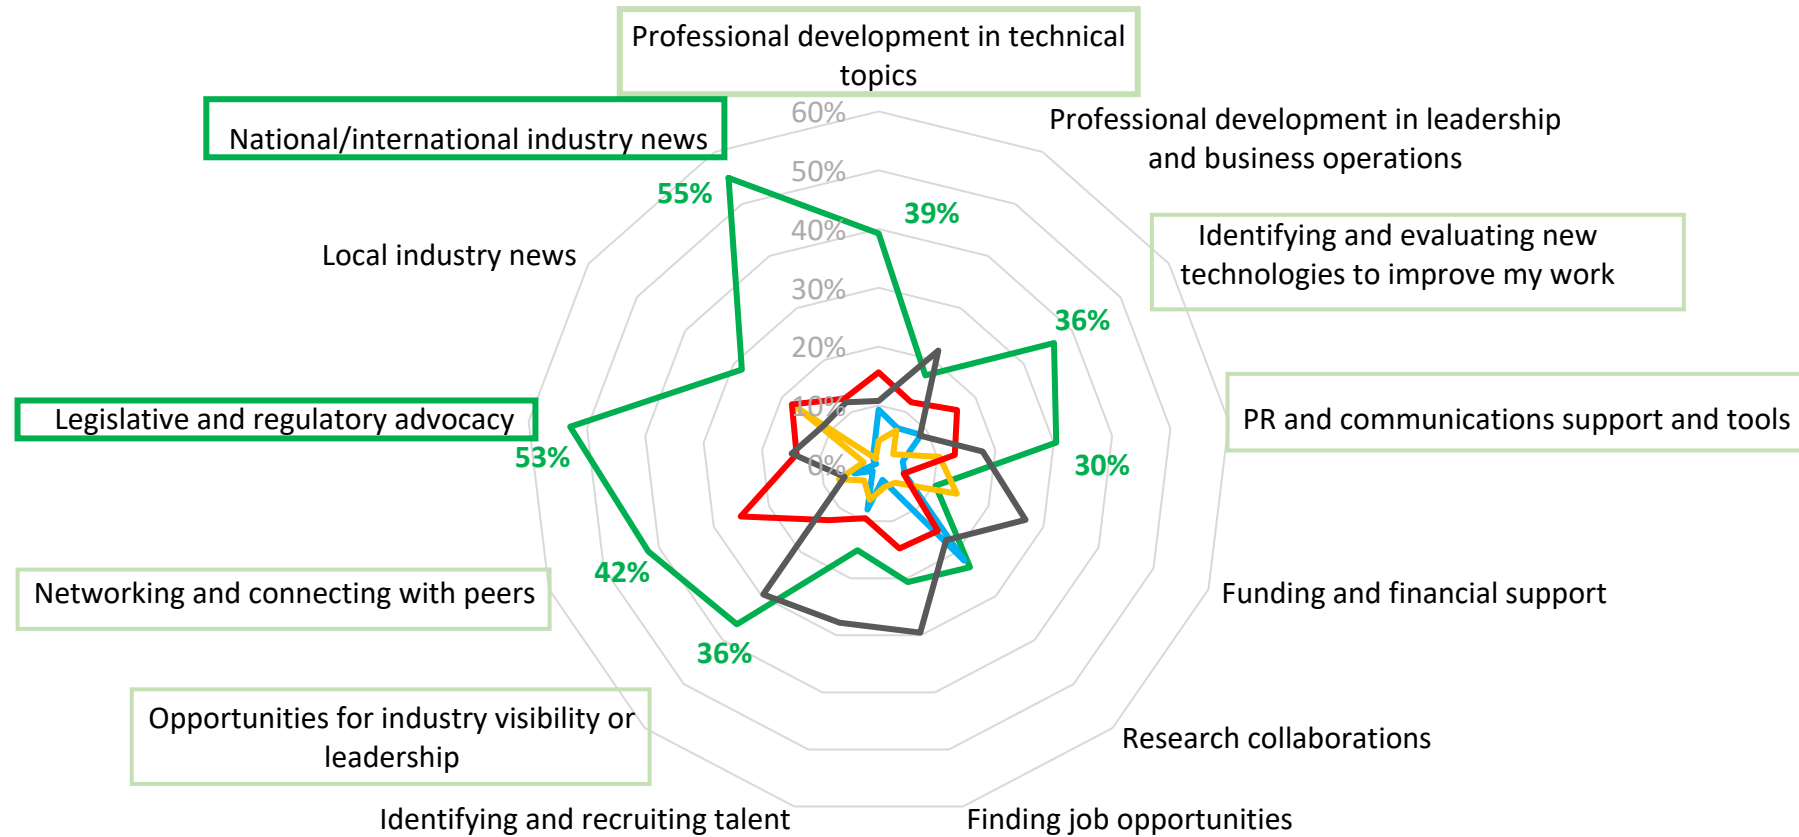 Professional development in technical
topics
National/international industry news
60%
Professional development in leadership
and business operations
50%
55%
39%
40%
Identifying and evaluating new
technologies to improve my work
Local industry news
30%
36%
20%
10%
Legislative and regulatory advocacy
PR and communications support and tools
53%
0%
30%
42%
Networking and connecting with peers
Funding and financial support
36%
Opportunities for industry visibility or
leadership
Research collaborations
Identifying and recruiting talent
Finding job opportunities